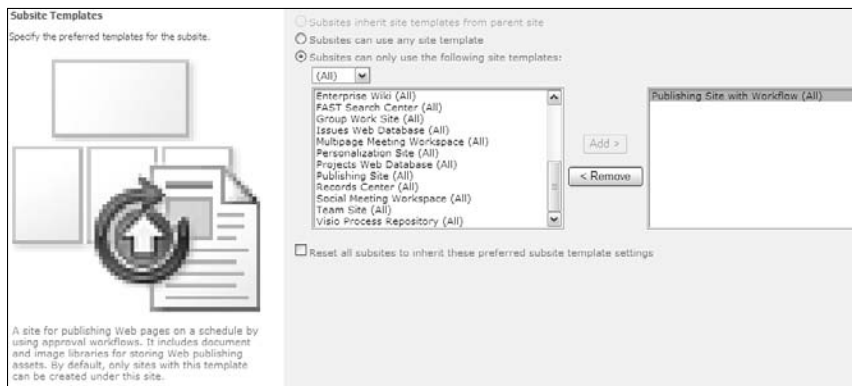 Subsite Templates
Specify the preferred templates for the subsite.
Subsites inherit site templates from parent site
Subsites can use any site template
Subsites can only use the following site templates:
(All)
Enterprise Wiki (All)
FAST Search Center (All)
Group Work Site (All)
Issues Web Database (All)
Multipage Meeting Workspace (All)
Personalization Site (All)
Projects Web Database (All)
Publishing Site (All)
Records Center (All)
Social Meeting Workspace (All)
Team Site (All)
Visio Process Repository (All)
Add >
< Remove
Publishing Site with Workflow (All)
Reset all subsites to inherit these preferred subsite template settings
A site for publishing Web pages on a schedule by
using approval workflows. It includes document
and image libraries for storing Web publishing
assets. By default, only sites with this template
can be created under this site.